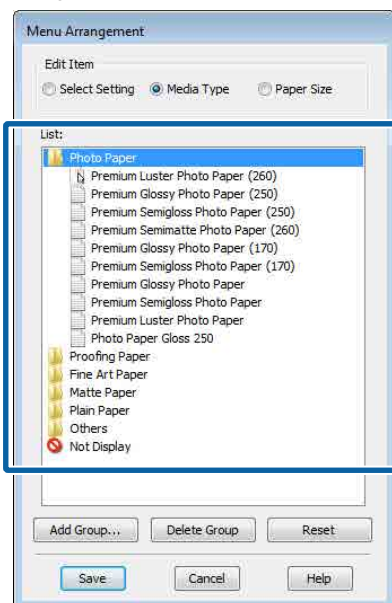 Menu Arrangement
Edit Item
Select Setting Media Type Paper Size
List:
Photo Paper
Premium Luster Photo Paper (260)
Premium Glossy Photo Paper (250)
Premium Semigloss Photo Paper (250)
Premium Semimatte Photo Paper (260)
Premium Glossy Photo Paper (170)
Premium Semigloss Photo Paper (170)
Premium Glossy Photo Paper
Premium Semigloss Photo Paper
Premium Luster Photo Paper
Photo Paper Gloss 250
Proofing Paper
Fine Art Paper
Matte Paper
Plain Paper
Others
Not Display
Add Group... Delete Group Reset
Save Cancel Help